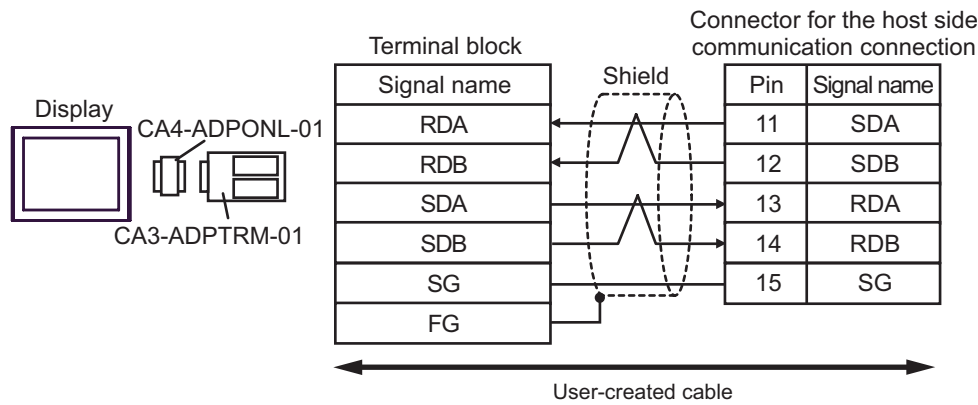 Display
CA4-ADPONL-01
CA3-ADPTRM-01
Terminal block
Signal name
RDA
RDB
SDA
SDB
SG
FG
Shield
Connector for the host side
communication connection
Pin Signal name
11 SDA
12 SDB
13 RDA
14 RDB
15 SG
User-created cable